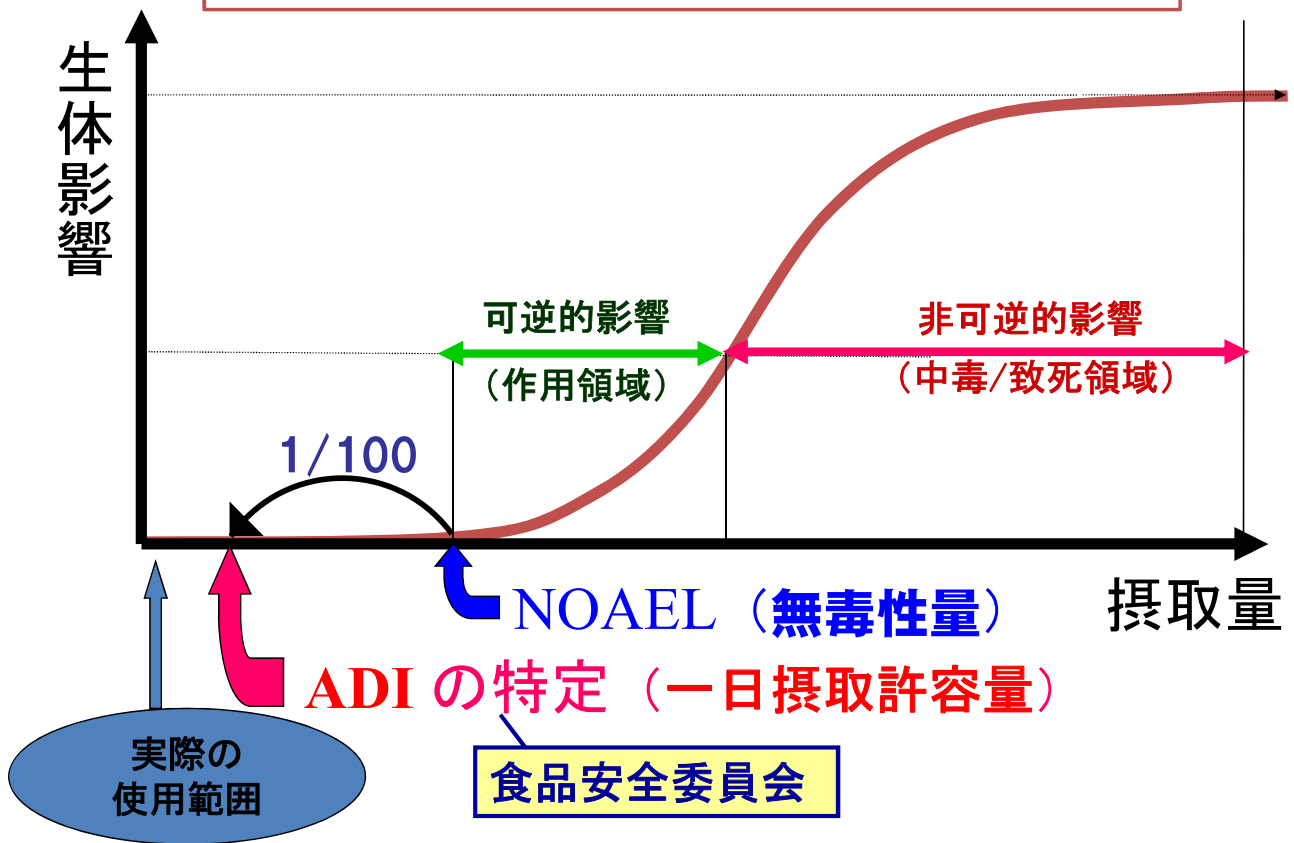 生体影響
可逆的影響
（作用領域）
非可逆的影響
（中毒/致死領域）
1/100
NOAEL（無毒性量）
摂取量
ADI の特定（一日摂取許容量）
食品安全委員会
実際の
使用範囲